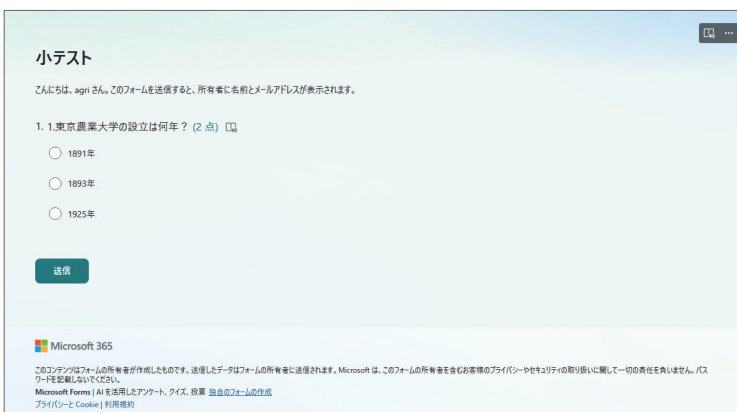 小テスト
こんにちは、agri さん。このフォームを送信すると、所有者に名前とメールアドレスが表示されます。
1. 1.東京農業大学の設立は何年？ (2 点)
1891年
1893年
1925年
送信
Microsoft 365
このコンテンツはフォームの所有者が作成したものです。送信したデータはフォームの所有者に送信されます。Microsoft は、このフォームの所有者を含むお客様のプライバシーやセキュリティの取り扱いに関して一切の責任を負いません。パス
ワードを記載しないでください。
Microsoft Forms | AI を活用したアンケート、クイズ、投票 独自のフォームの作成
プライバシーと Cookie | 利用規約